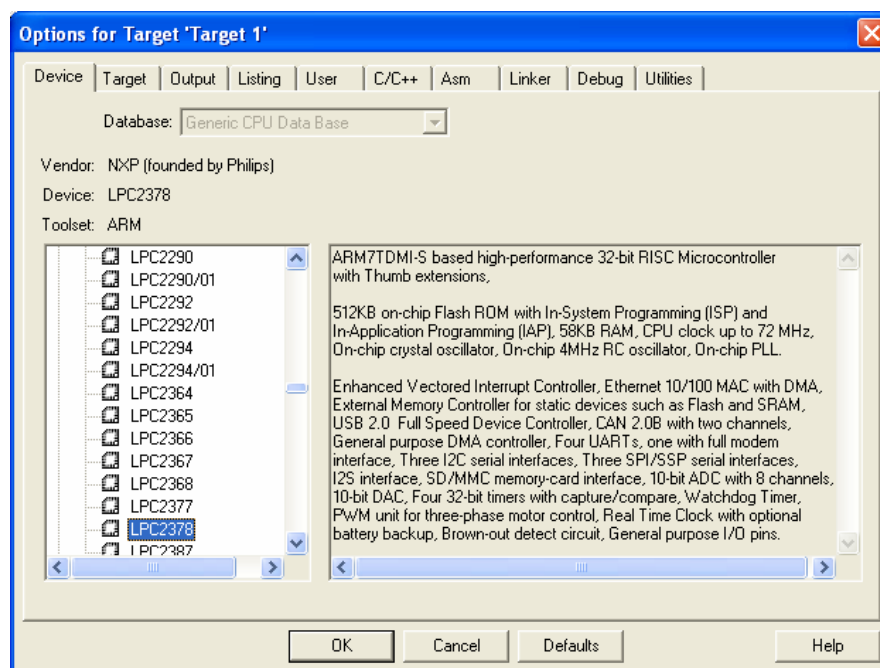 Options for Target 'Target 1'
Device Target Output Listing User C/C++ Asm Linker Debug Utilities
Database: Generic CPU Data Base
Vendor: NXP (founded by Philips)
Device: LPC2378
Toolset: ARM
LPC2290
LPC2290/01
LPC2292
LPC2292/01
LPC2294
LPC2294/01
LPC2364
LPC2365
LPC2366
LPC2367
LPC2368
LPC2377
LPC2378
LPC2387
ARM7TDMI-S based high-performance 32-bit RISC Microcontroller
with Thumb extensions,
512KB on-chip Flash ROM with In-System Programming (ISP) and
In-Application Programming (IAP), 58KB RAM, CPU clock up to 72 MHz,
On-chip crystal oscillator, On-chip 4MHz RC oscillator, On-chip PLL.
Enhanced Vectored Interrupt Controller, Ethernet 10/100 MAC with DMA,
External Memory Controller for static devices such as Flash and SRAM,
USB 2.0 Full Speed Device Controller, CAN 2.0B with two channels,
General purpose DMA controller, Four UARTs, one with full modem
interface, Three I2C serial interfaces, Three SPI/SSP serial interfaces,
I2S interface, SD/MMC memory-card interface, 10-bit ADC with 8 channels,
10-bit DAC, Four 32-bit timers with capture/compare, Watchdog Timer,
PWM unit for three-phase motor control, Real Time Clock with optional
battery backup, Brown-out detect circuit, General purpose I/O pins.
OK Cancel Defaults Help